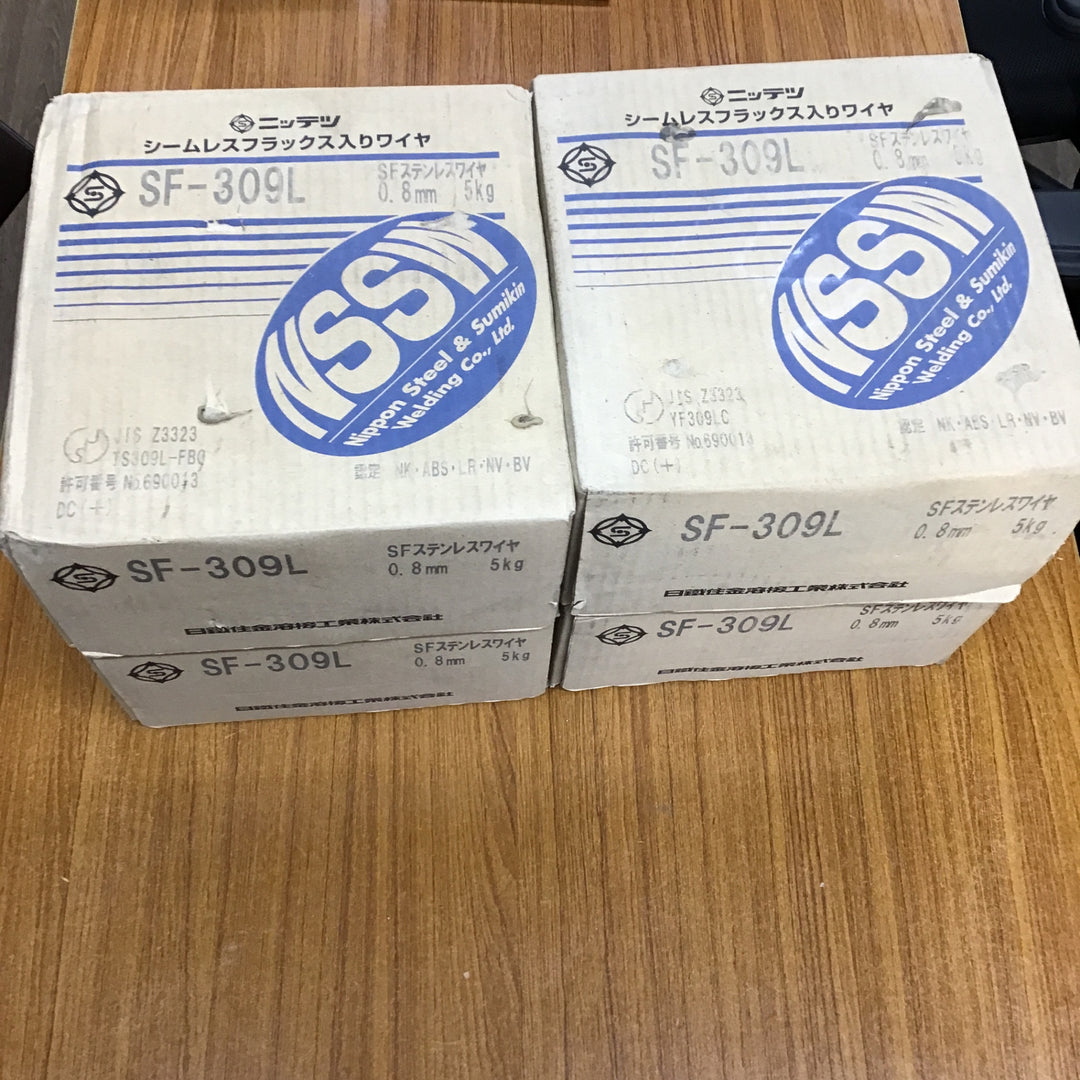 ニッテツ
シームレスフラックス入りワイヤ
SF-309L
SFステンレスワイヤ
0.8mm 5kg
NSSW
Nippon Steel & Sumikin
Welding Co., Ltd.
JIS Z3323
TS309L-FB0
許可番号 No.690013
DC(+)
認定 NK・ABS・LR・NV・BV
SF-309L
SFステンレスワイヤ
0.8mm 5kg
日鐵住金溶接工業株式会社
SF-309L
SFステンレスワイヤ
0.8mm 5kg
日鐵住金溶接工業株式会社
ニッテツ
シームレスフラックス入りワイヤ
SF-309L
SFステンレスワイヤ
0.8mm 5kg
NSSW
Nippon Steel & Sumikin
Welding Co., Ltd.
JIS Z3323
YF309LC
許可番号 No.690013
DC(+)
認定 NK・ABS・LR・NV・BV
SF-309L
SFステンレスワイヤ
0.8mm 5kg
日鐵住金溶接工業株式会社
SF-309L
SFステンレスワイヤ
0.8mm 5kg
日鐵住金溶接工業株式会社